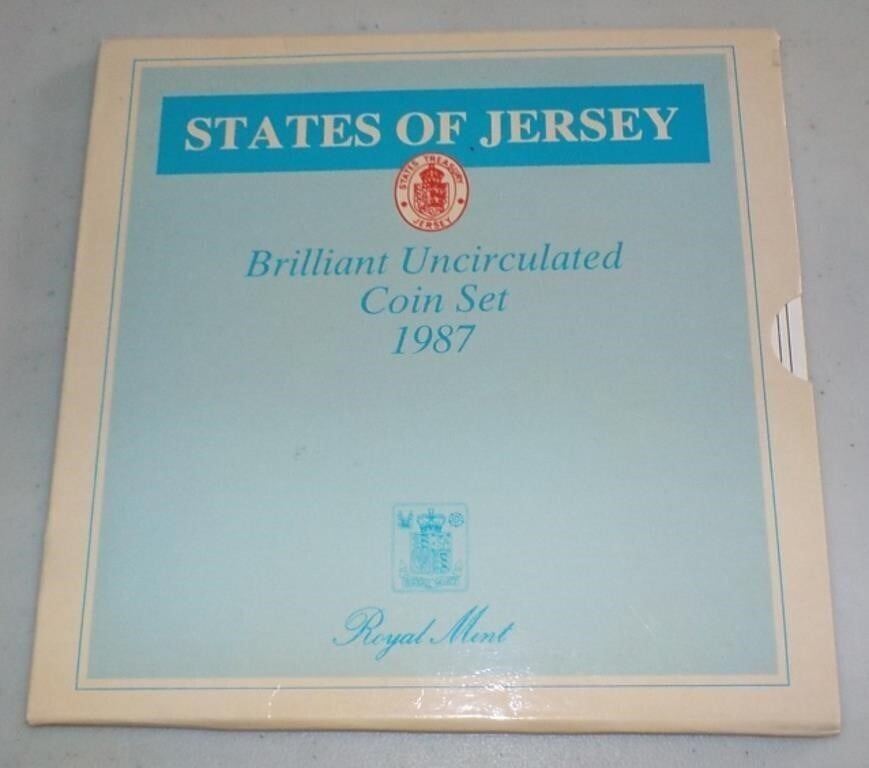 STATES OF JERSEY
STATES TREASURY
JERSEY
Brilliant Uncirculated
Coin Set
1987
Royal Mint